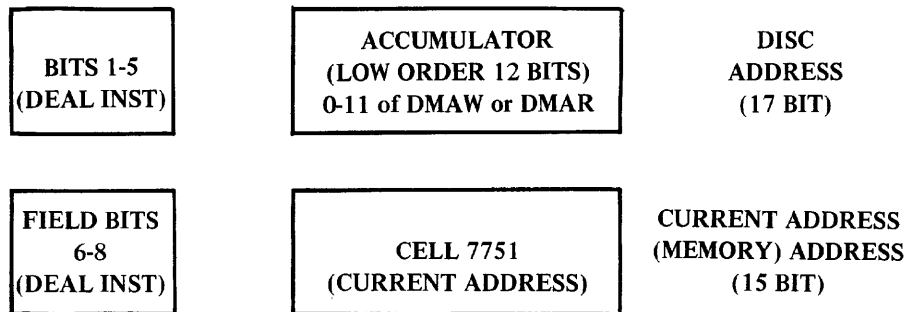 BITS 1-5
(DEAL INST)
ACCUMULATOR
(LOW ORDER 12 BITS)
0-11 of DMAW or DMAR
DISC
ADDRESS
(17 BIT)
FIELD BITS
6-8
(DEAL INST)
CELL 7751
(CURRENT ADDRESS)
CURRENT ADDRESS
(MEMORY) ADDRESS
(15 BIT)